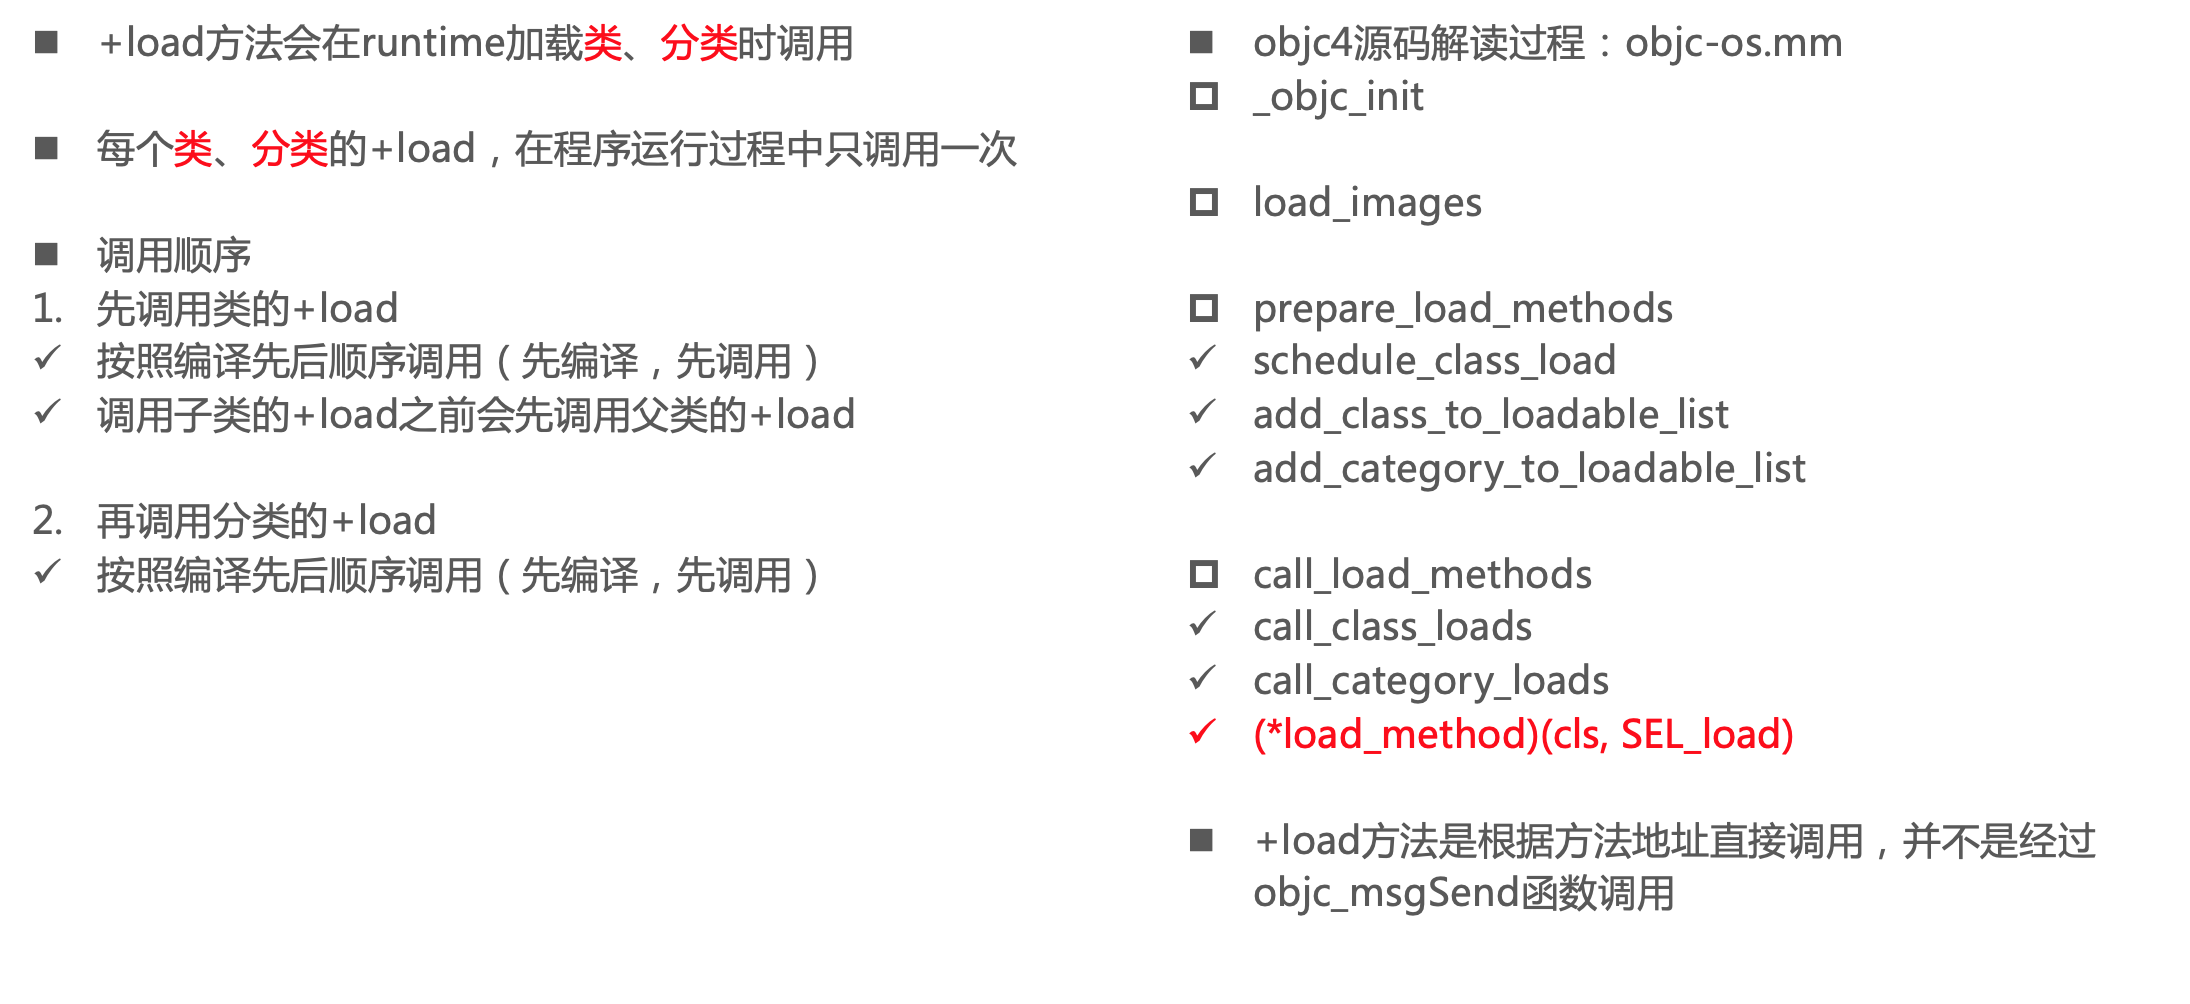 ■ +load方法会在runtime加载类、分类时调用
■ 每个类、分类的+load，在程序运行过程中只调用一次
■ 调用顺序
1. 先调用类的+load
✓ 按照编译先后顺序调用（先编译，先调用）
✓ 调用子类的+load之前会先调用父类的+load
2. 再调用分类的+load
✓ 按照编译先后顺序调用（先编译，先调用）
■ objc4源码解读过程：objc-os.mm
□ _objc_init
□ load_images
□ prepare_load_methods
✓ schedule_class_load
✓ add_class_to_loadable_list
✓ add_category_to_loadable_list
□ call_load_methods
✓ call_class_loads
✓ call_category_loads
✓ (*load_method)(cls, SEL_load)
■ +load方法是根据方法地址直接调用，并不是经过
objc_msgSend函数调用